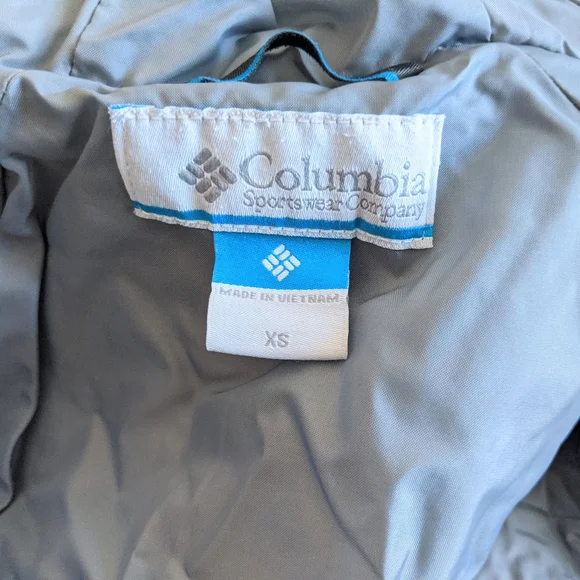 Columbia
Sportswear Company
MADE IN VIETNAM
XS